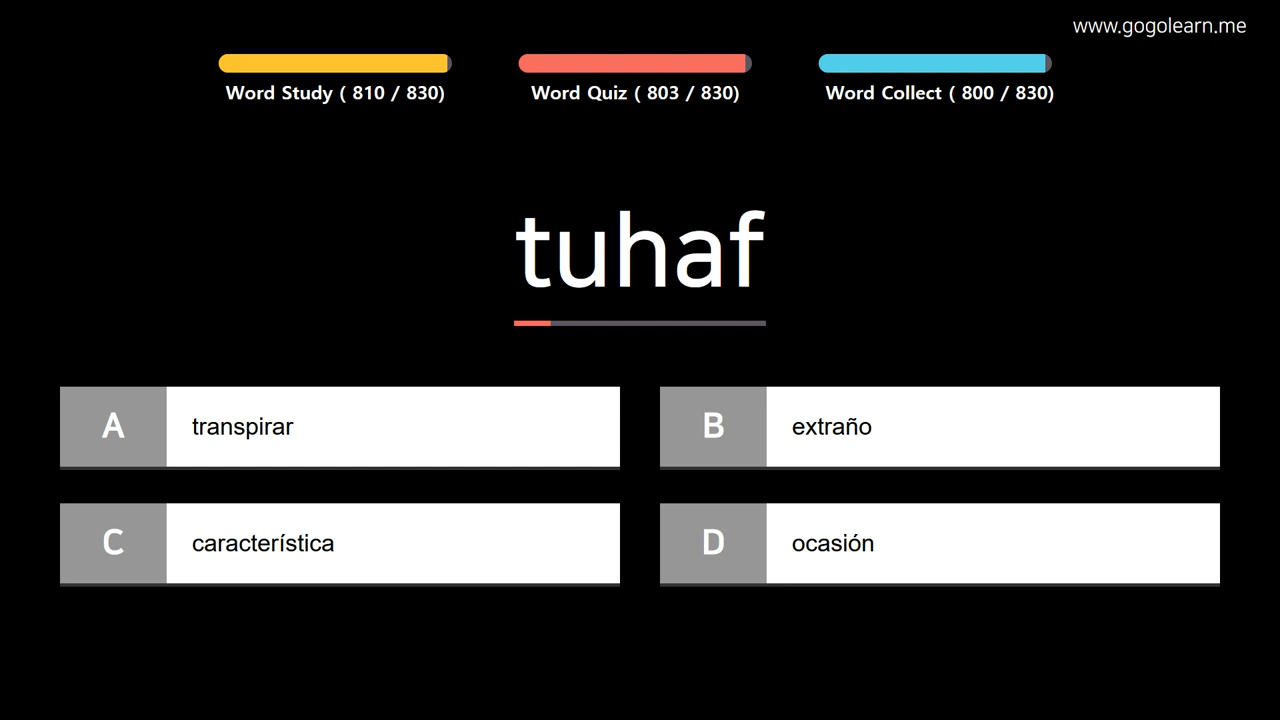 www.gogolearn.me
Word Study ( 810 / 830)
Word Quiz ( 803 / 830)
Word Collect ( 800 / 830)
tuhaf
A transpirar
B extraño
C característica
D ocasión